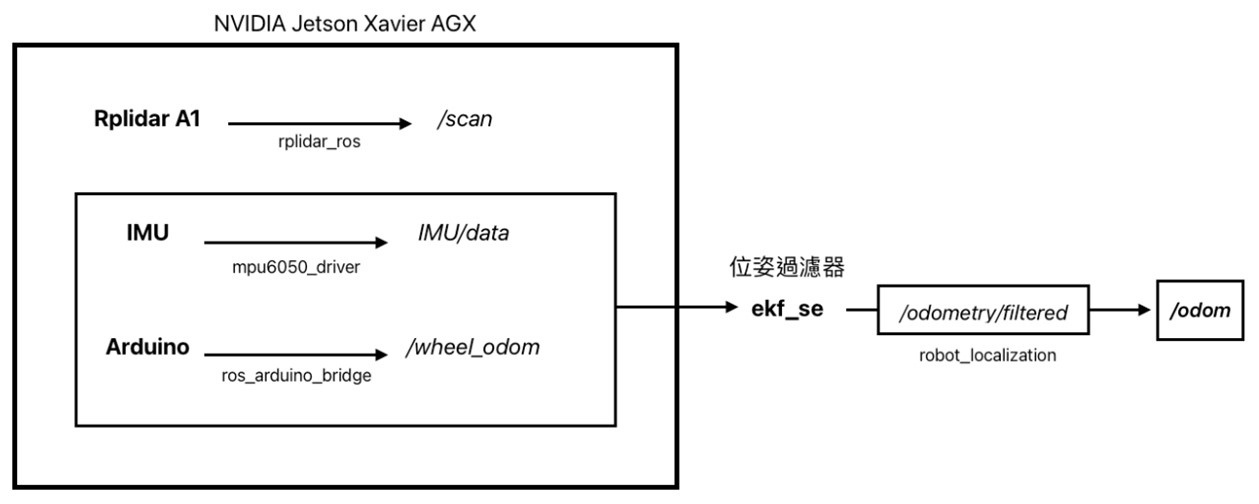 NVIDIA Jetson Xavier AGX
Rplidar A1
/scan
rplidar_ros
IMU
IMU/data
mpu6050_driver
Arduino
/wheel_odom
ros_arduino_bridge
位姿過濾器
ekf_se
/odometry/filtered
robot_localization
/odom